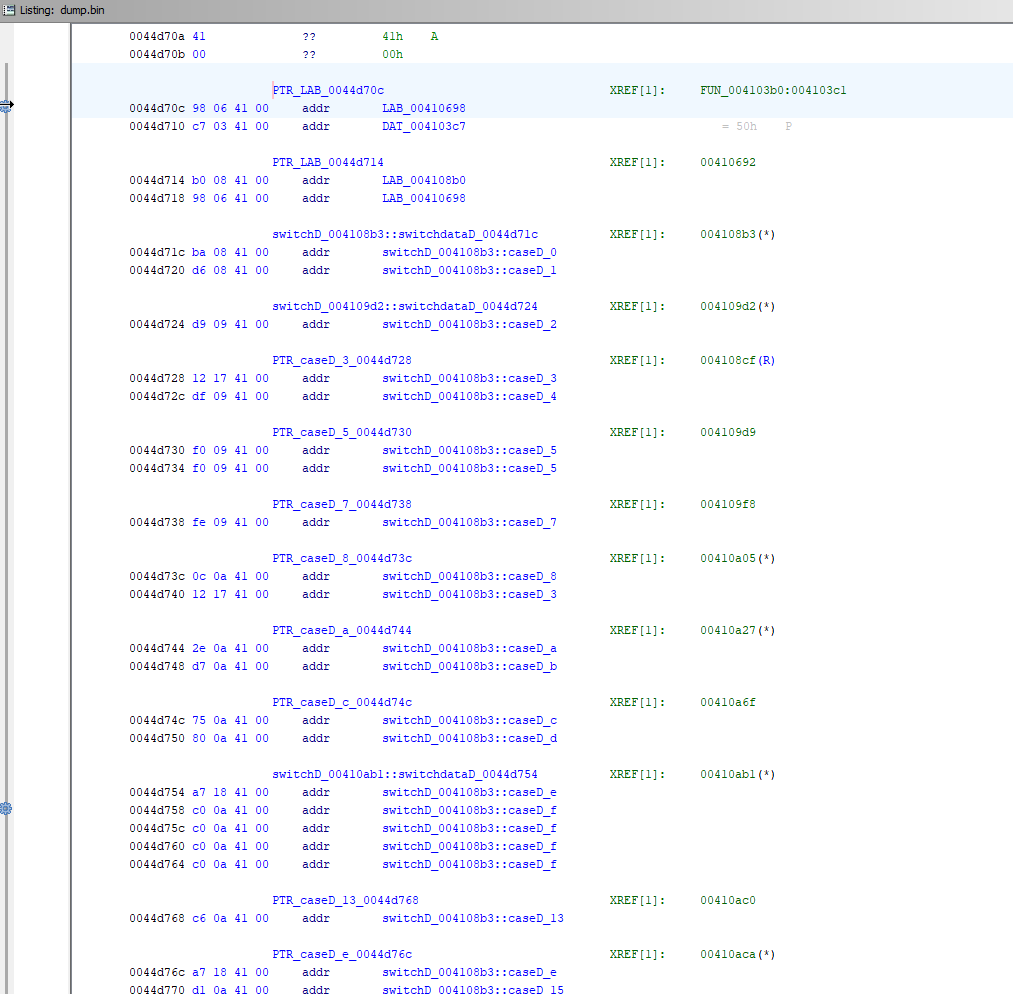 Listing: dump.bin
0044d70a 41 ?? 41h A
0044d70b 00 ?? 00h
PTR_LAB_0044d70c XREF[1]: FUN_004103b0:004103c1
0044d70c 98 06 41 00 addr LAB_00410698
0044d710 c7 03 41 00 addr DAT_004103c7 = 50h P
PTR_LAB_0044d714 XREF[1]: 00410692
0044d714 b0 08 41 00 addr LAB_004108b0
0044d718 98 06 41 00 addr LAB_00410698
switchD_004108b3::switchdataD_0044d71c XREF[1]: 004108b3(*)
0044d71c ba 08 41 00 addr switchD_004108b3::caseD_0
0044d720 d6 08 41 00 addr switchD_004108b3::caseD_1
switchD_004109d2::switchdataD_0044d724 XREF[1]: 004109d2(*)
0044d724 d9 09 41 00 addr switchD_004108b3::caseD_2
PTR_caseD_3_0044d728 XREF[1]: 004108cf(R)
0044d728 12 17 41 00 addr switchD_004108b3::caseD_3
0044d72c df 09 41 00 addr switchD_004108b3::caseD_4
PTR_caseD_5_0044d730 XREF[1]: 004109d9
0044d730 f0 09 41 00 addr switchD_004108b3::caseD_5
0044d734 f0 09 41 00 addr switchD_004108b3::caseD_5
PTR_caseD_7_0044d738 XREF[1]: 004109f8
0044d738 fe 09 41 00 addr switchD_004108b3::caseD_7
PTR_caseD_8_0044d73c XREF[1]: 00410a05(*)
0044d73c 0c 0a 41 00 addr switchD_004108b3::caseD_8
0044d740 12 17 41 00 addr switchD_004108b3::caseD_3
PTR_caseD_a_0044d744 XREF[1]: 00410a27(*)
0044d744 2e 0a 41 00 addr switchD_004108b3::caseD_a
0044d748 d7 0a 41 00 addr switchD_004108b3::caseD_b
PTR_caseD_c_0044d74c XREF[1]: 00410a6f
0044d74c 75 0a 41 00 addr switchD_004108b3::caseD_c
0044d750 80 0a 41 00 addr switchD_004108b3::caseD_d
switchD_00410ab1::switchdataD_0044d754 XREF[1]: 00410ab1(*)
0044d754 a7 18 41 00 addr switchD_004108b3::caseD_e
0044d758 c0 0a 41 00 addr switchD_004108b3::caseD_f
0044d75c c0 0a 41 00 addr switchD_004108b3::caseD_f
0044d760 c0 0a 41 00 addr switchD_004108b3::caseD_f
0044d764 c0 0a 41 00 addr switchD_004108b3::caseD_f
PTR_caseD_13_0044d768 XREF[1]: 00410ac0
0044d768 c6 0a 41 00 addr switchD_004108b3::caseD_13
PTR_caseD_e_0044d76c XREF[1]: 00410aca(*)
0044d76c a7 18 41 00 addr switchD_004108b3::caseD_e
0044d770 d1 0a 41 00 addr switchD_004108b3::caseD_15